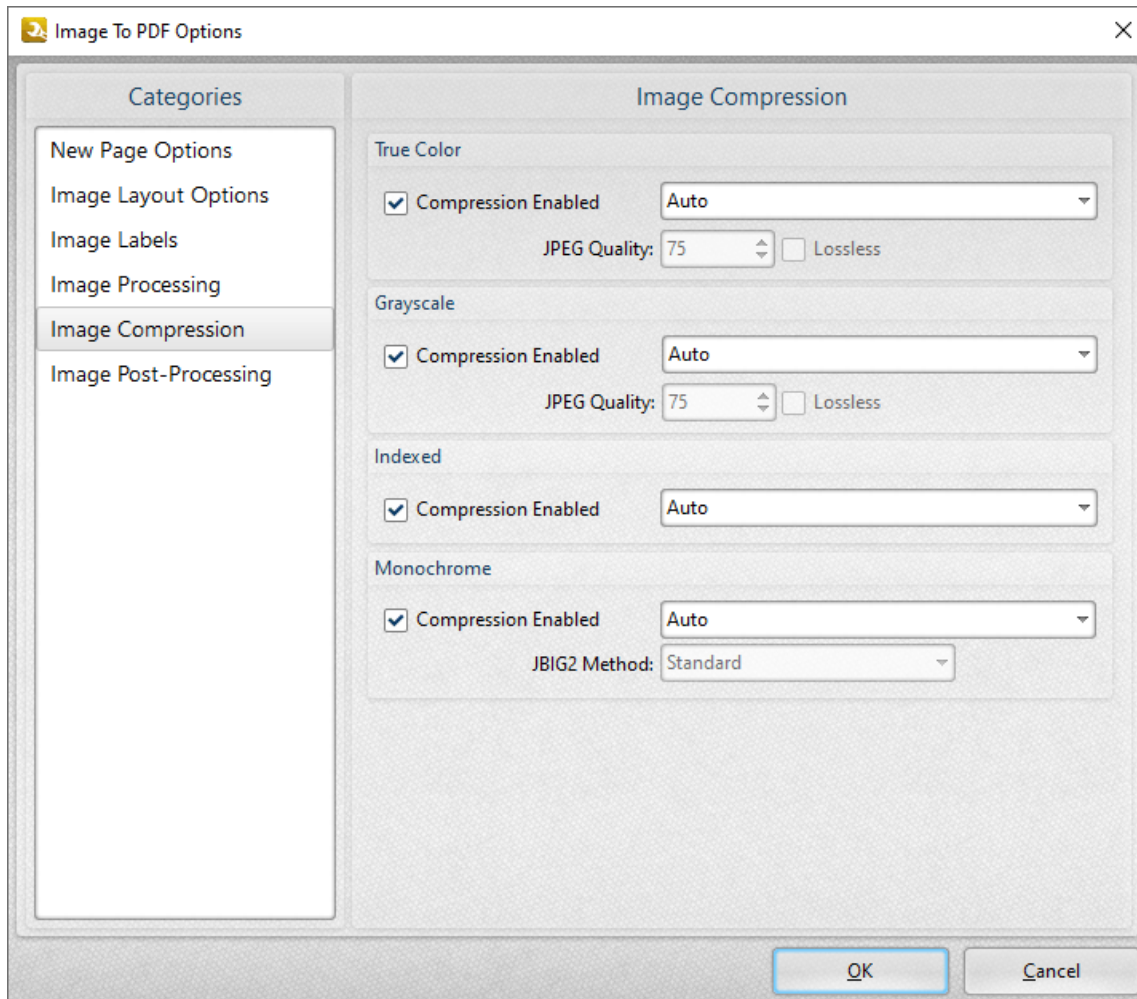 Image To PDF Options
Categories
New Page Options
Image Layout Options
Image Labels
Image Processing
Image Compression
Image Post-Processing
Image Compression
True Color
Compression Enabled Auto
JPEG Quality: 75 Lossless
Grayscale
Compression Enabled Auto
JPEG Quality: 75 Lossless
Indexed
Compression Enabled Auto
Monochrome
Compression Enabled Auto
JBIG2 Method: Standard
OK Cancel